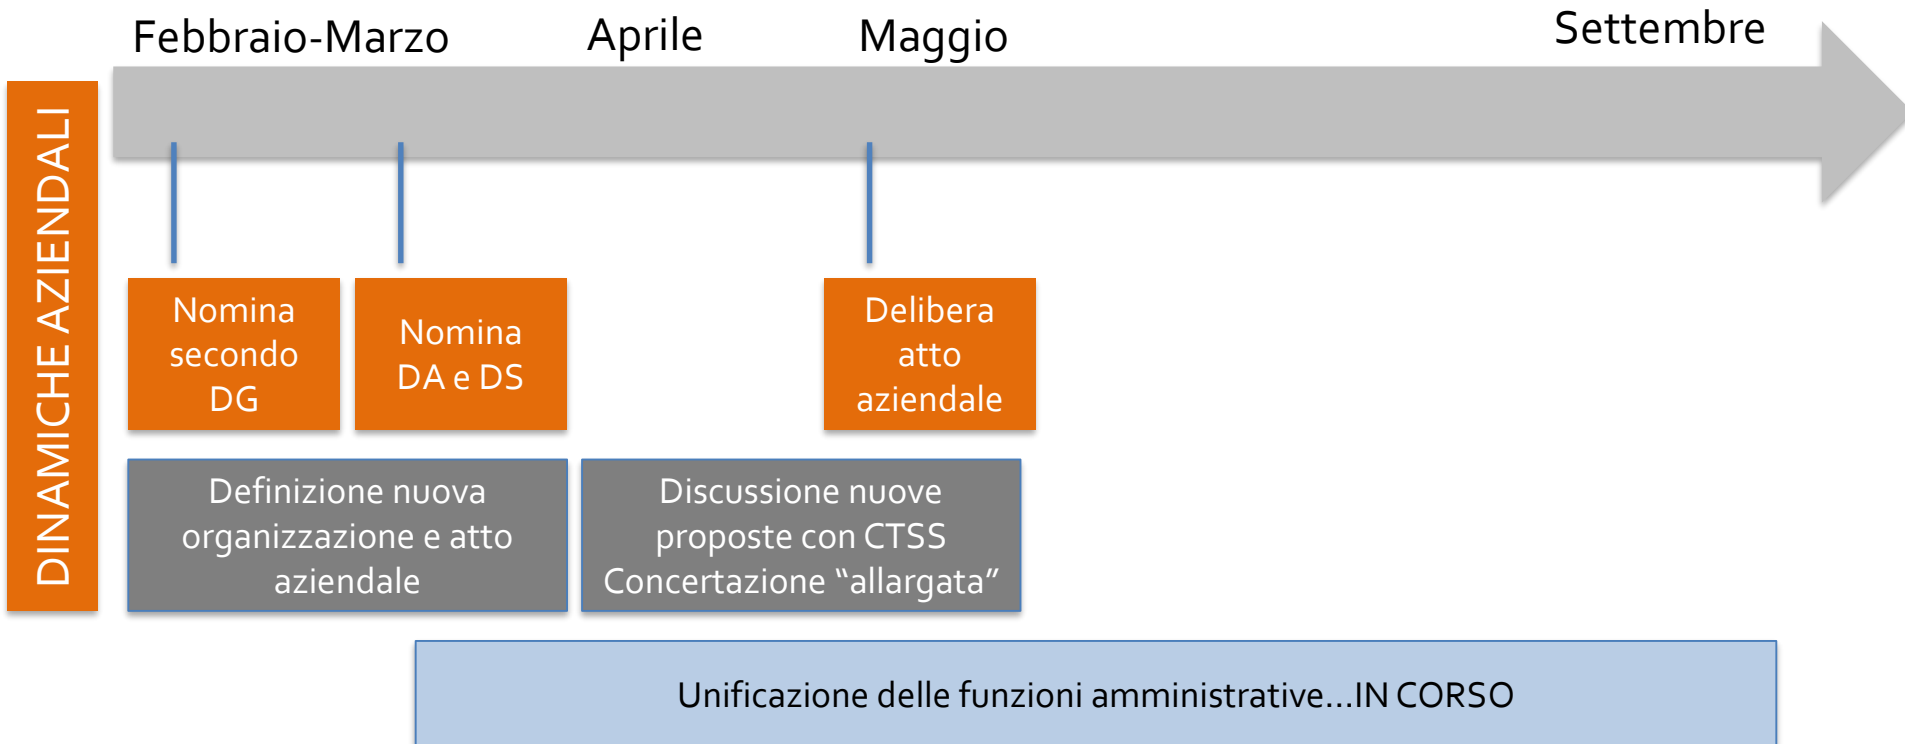 Febbraio-Marzo
Aprile
Maggio
Settembre
DINAMICHE AZIENDALI
Nomina
secondo
DG
Nomina
DA e DS
Delibera
atto
aziendale
Definizione nuova
organizzazione e atto
aziendale
Discussione nuove
proposte con CTSS
Concertazione “allargata”
Unificazione delle funzioni amministrative...IN CORSO